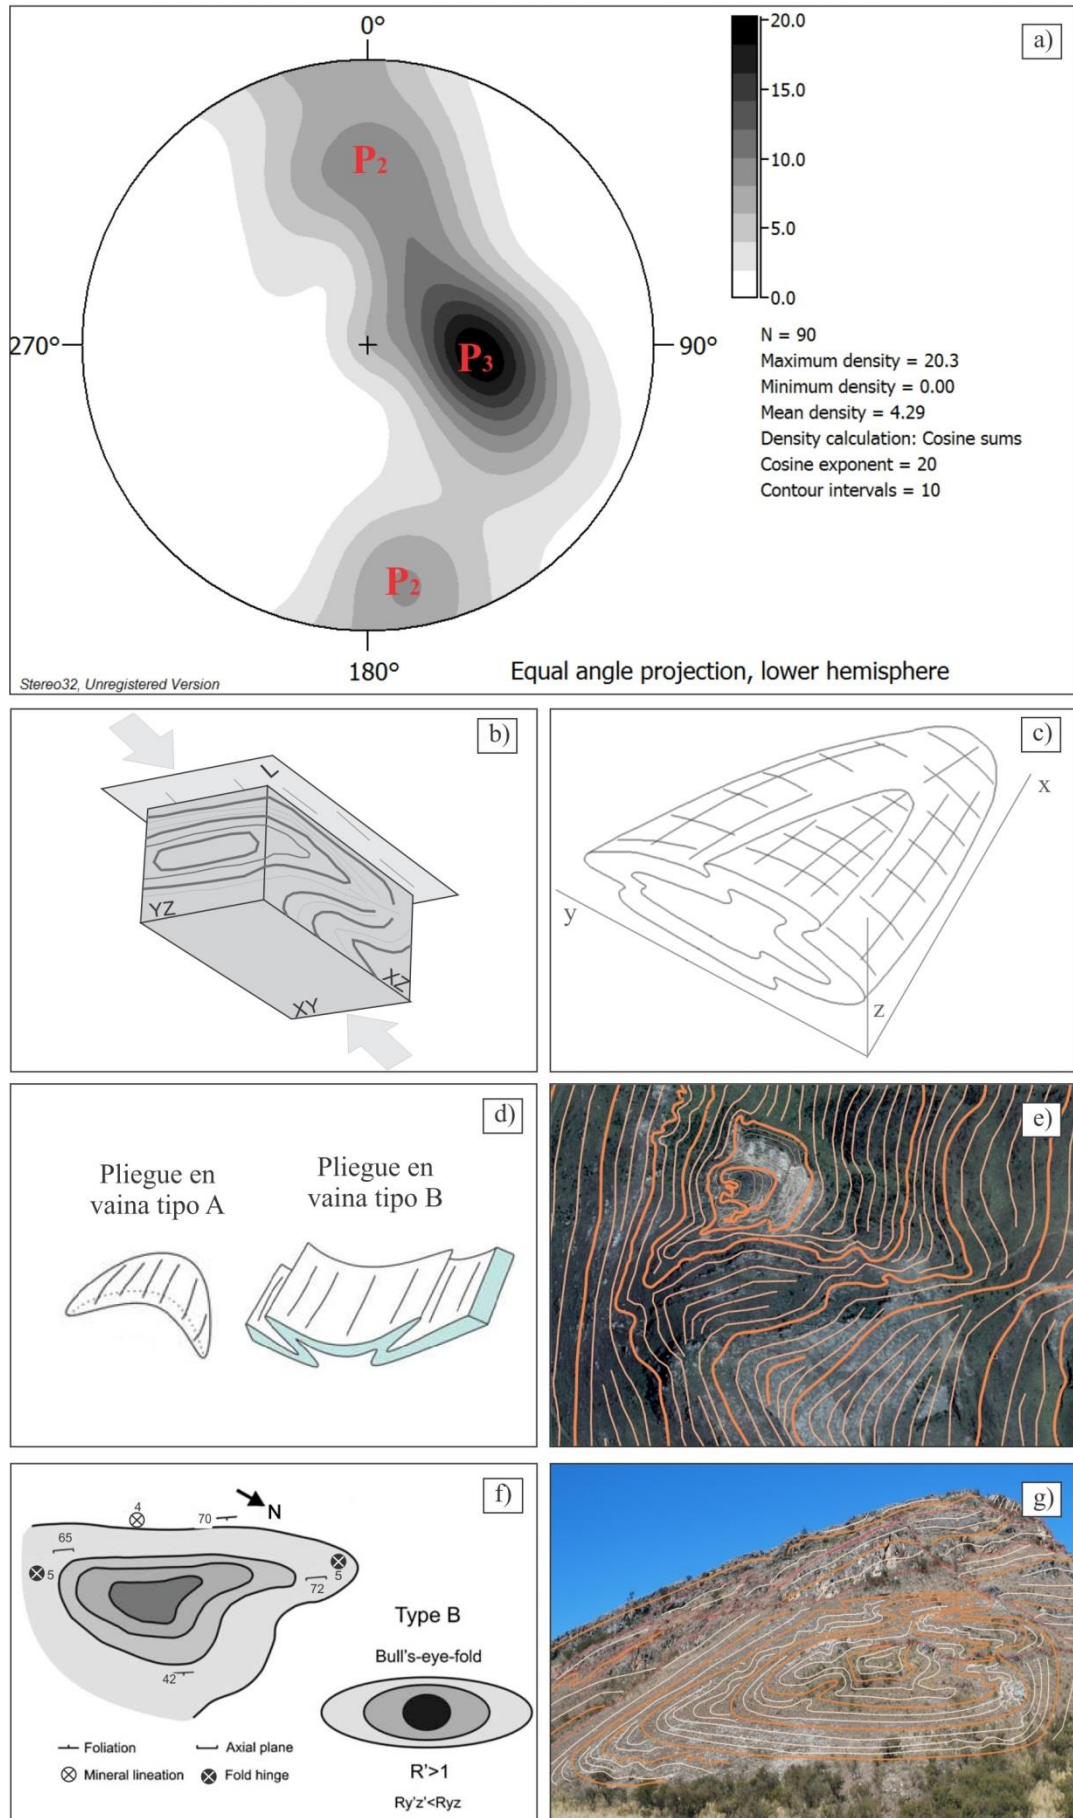 0°
a)
20.0
15.0
10.0
5.0
0.0
P2
P3
P2
270°
90°
180°
N = 90
Maximum density = 20.3
Minimum density = 0.00
Mean density = 4.29
Density calculation: Cosine sums
Cosine exponent = 20
Contour intervals = 10
Stereo32, Unregistered Version
Equal angle projection, lower hemisphere
b)
L
YZ
XZ
XY
c)
x
y
z
d)
Pliegue en
vaina tipo A
Pliegue en
vaina tipo B
e)
f)
N
4
70
65
5
5
72
42
Type B
Bull's-eye-fold
R'>1
Ry'z'<Ryz
Foliation
Axial plane
Mineral lineation
Fold hinge
g)